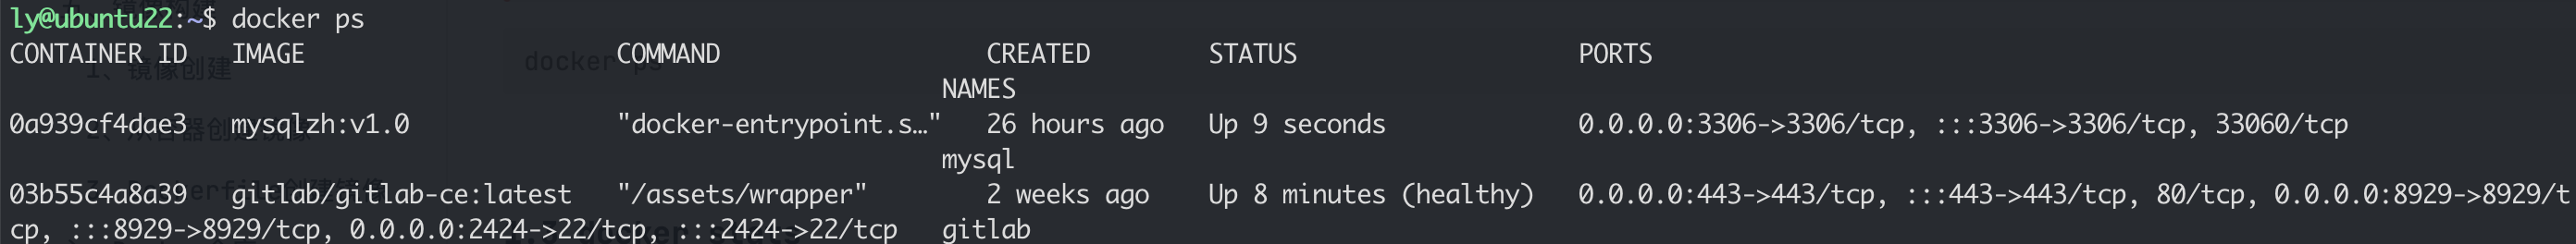 ly@ubuntu22:~$ docker ps
CONTAINER ID   IMAGE                     COMMAND                  CREATED        STATUS                   PORTS
                                                               NAMES
0a939cf4dae3   mysqlzh:v1.0              "docker-entrypoint.s…"   26 hours ago   Up 9 seconds             0.0.0.0:3306->3306/tcp, :::3306->3306/tcp, 33060/tcp
                                                               mysql
03b55c4a8a39   gitlab/gitlab-ce:latest   "/assets/wrapper"        2 weeks ago    Up 8 minutes (healthy)   0.0.0.0:443->443/tcp, :::443->443/tcp, 80/tcp, 0.0.0.0:8929->8929/t
cp, :::8929->8929/tcp, 0.0.0.0:2424->22/tcp, :::2424->22/tcp   gitlab